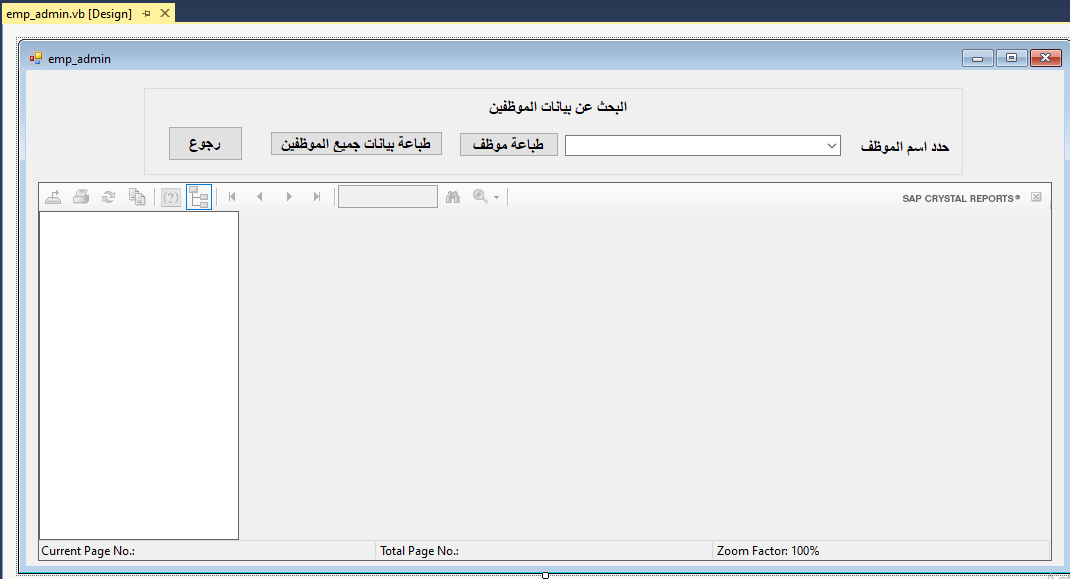 emp_admin.vb [Design]
emp_admin
البحث عن بيانات الموظفين
حدد اسم الموظف
طباعة موظف
طباعة بيانات جميع الموظفين
رجوع
SAP CRYSTAL REPORTS®
Current Page No.:
Total Page No.:
Zoom Factor: 100%